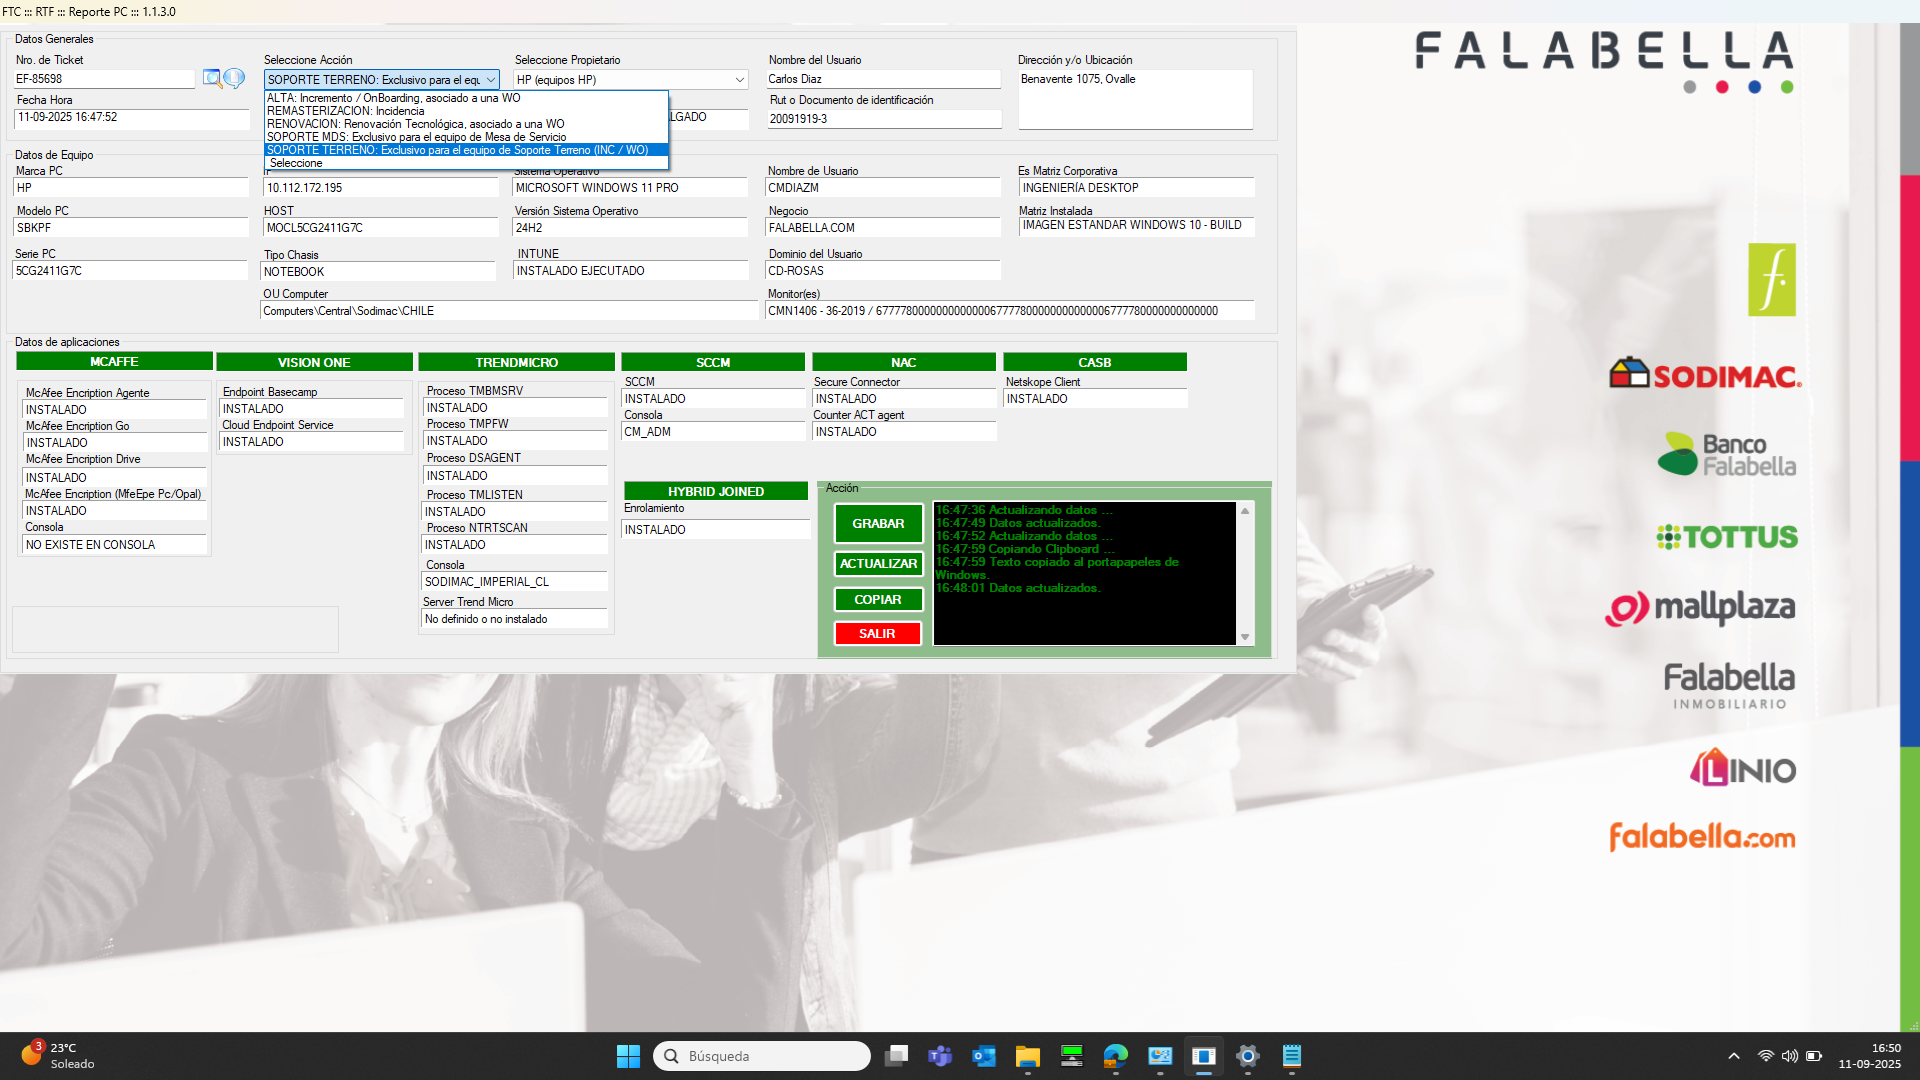 FTC ::: RTF ::: Reporte PC ::: 1.1.3.0
Datos Generales
Nro. de Ticket
EF-85698
Seleccione Acción
SOPORTE TERRENO: Exclusivo para el equ
Seleccione Propietario
HP (equipos HP)
Nombre del Usuario
Carlos Diaz
Dirección y/o Ubicación
Benavente 1075, Ovalle
Fecha Hora
11-09-2025 16:47:52
ALTA: Incremento / OnBoarding, asociado a una WO
REMASTERIZACION: Incidencia
RENOVACION: Renovación Tecnológica, asociado a una WO
SOPORTE MDS: Exclusivo para el equipo de Mesa de Servicio
SOPORTE TERRENO: Exclusivo para el equipo de Soporte Terreno (INC / WO)
Seleccione
LGADO
Rut o Documento de identificación
20091919-3
Datos de Equipo
Marca PC
HP
IP
10.112.172.195
Sistema Operativo
MICROSOFT WINDOWS 11 PRO
Nombre de Usuario
CMDIAZM
Es Matriz Corporativa
INGENIERÍA DESKTOP
Modelo PC
SBKPF
HOST
MOCL5CG2411G7C
Versión Sistema Operativo
24H2
Negocio
FALABELLA.COM
Matriz Instalada
IMAGEN ESTANDAR WINDOWS 10 - BUILD
Serie PC
5CG2411G7C
Tipo Chasis
NOTEBOOK
INTUNE
INSTALADO EJECUTADO
Dominio del Usuario
CD-ROSAS
OU Computer
Computers\Central\Sodimac\CHILE
Monitor(es)
CMN1406 - 36-2019 / 677778000000000000067777800000000000006777780000000000000
Datos de aplicaciones
MCAFFE
McAfee Encription Agente
INSTALADO
McAfee Encription Go
INSTALADO
McAfee Encription Drive
INSTALADO
McAfee Encription (MfeEpe Pc/Opal)
INSTALADO
Consola
NO EXISTE EN CONSOLA
VISION ONE
Endpoint Basecamp
INSTALADO
Cloud Endpoint Service
INSTALADO
TRENDMICRO
Proceso TMBMSRV
INSTALADO
Proceso TMPFW
INSTALADO
Proceso DSAGENT
INSTALADO
Proceso TMLISTEN
INSTALADO
Proceso NTRTSCAN
INSTALADO
Consola
SODIMAC_IMPERIAL_CL
Server Trend Micro
No definido o no instalado
SCCM
SCCM
INSTALADO
Consola
CM_ADM
NAC
Secure Connector
INSTALADO
Counter ACT agent
INSTALADO
CASB
Netskope Client
INSTALADO
HYBRID JOINED
Enrolamiento
INSTALADO
Acción
GRABAR
ACTUALIZAR
COPIAR
SALIR
16:47:36 Actualizando datos ...
16:47:49 Datos actualizados.
16:47:52 Actualizando datos ...
16:47:59 Copiando Clipboard ...
16:47:59 Texto copiado al portapapeles de
Windows.
16:48:01 Datos actualizados.
FALABELLA
f.
SODIMAC.
Banco
Falabella
TOTTUS
mallplaza
Falabella
INMOBILIARIO
LINIO
falabella.com
3
23°C
Soleado
Búsqueda
16:50
11-09-2025